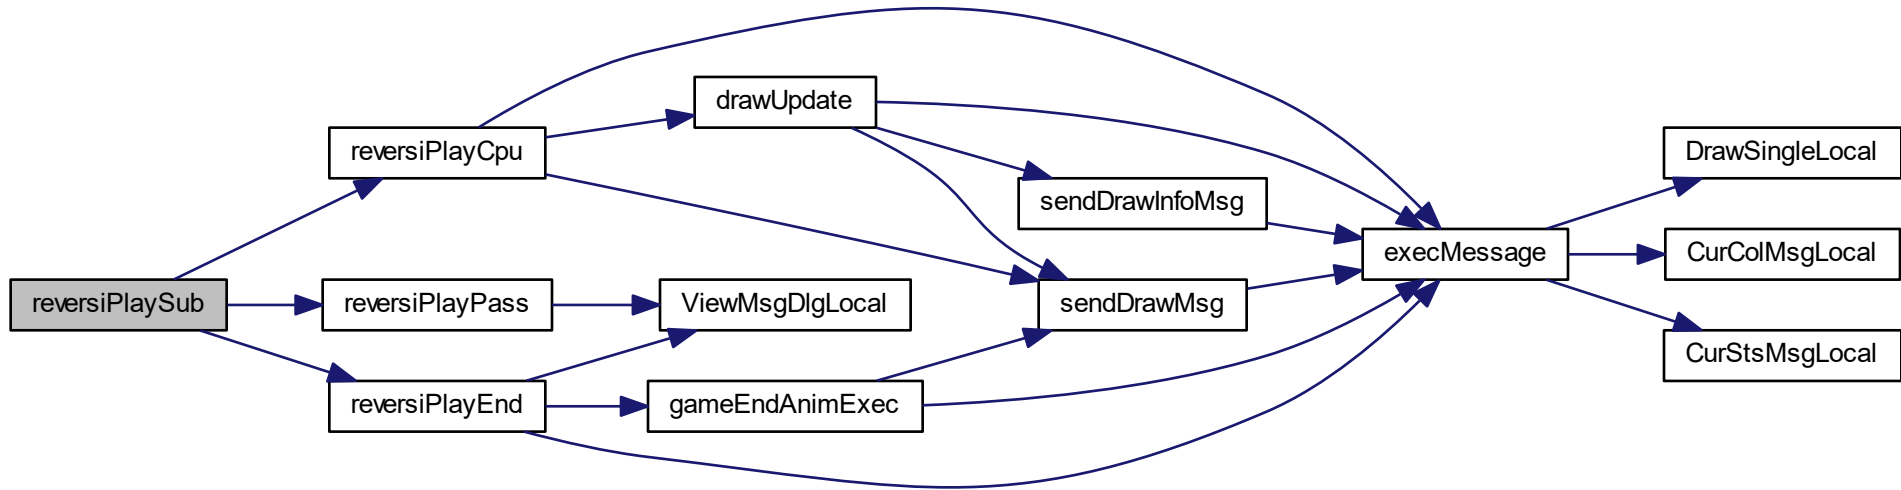 reversiPlaySub
reversiPlayCpu
reversiPlayPass
reversiPlayEnd
drawUpdate
ViewMsgDlgLocal
gameEndAnimExec
sendDrawInfoMsg
sendDrawMsg
execMessage
DrawSingleLocal
CurColMsgLocal
CurStsMsgLocal